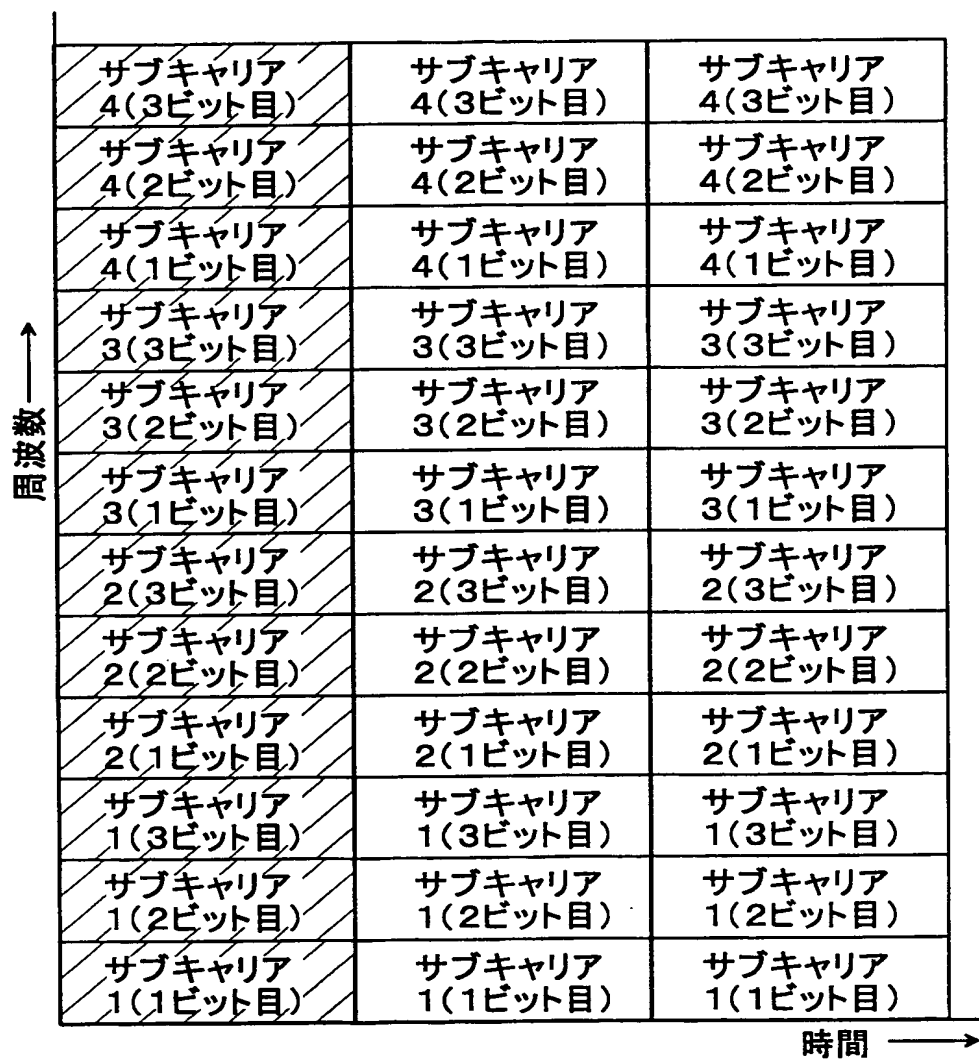 サブキャリア
4(3ビット目)
サブキャリア
4(3ビット目)
サブキャリア
4(3ビット目)
サブキャリア
4(2ビット目)
サブキャリア
4(2ビット目)
サブキャリア
4(2ビット目)
サブキャリア
4(1ビット目)
サブキャリア
4(1ビット目)
サブキャリア
4(1ビット目)
サブキャリア
3(3ビット目)
サブキャリア
3(3ビット目)
サブキャリア
3(3ビット目)
サブキャリア
3(2ビット目)
サブキャリア
3(2ビット目)
サブキャリア
3(2ビット目)
サブキャリア
3(1ビット目)
サブキャリア
3(1ビット目)
サブキャリア
3(1ビット目)
サブキャリア
2(3ビット目)
サブキャリア
2(3ビット目)
サブキャリア
2(3ビット目)
サブキャリア
2(2ビット目)
サブキャリア
2(2ビット目)
サブキャリア
2(2ビット目)
サブキャリア
2(1ビット目)
サブキャリア
2(1ビット目)
サブキャリア
2(1ビット目)
サブキャリア
1(3ビット目)
サブキャリア
1(3ビット目)
サブキャリア
1(3ビット目)
サブキャリア
1(2ビット目)
サブキャリア
1(2ビット目)
サブキャリア
1(2ビット目)
サブキャリア
1(1ビット目)
サブキャリア
1(1ビット目)
サブキャリア
1(1ビット目)
周波数
時間